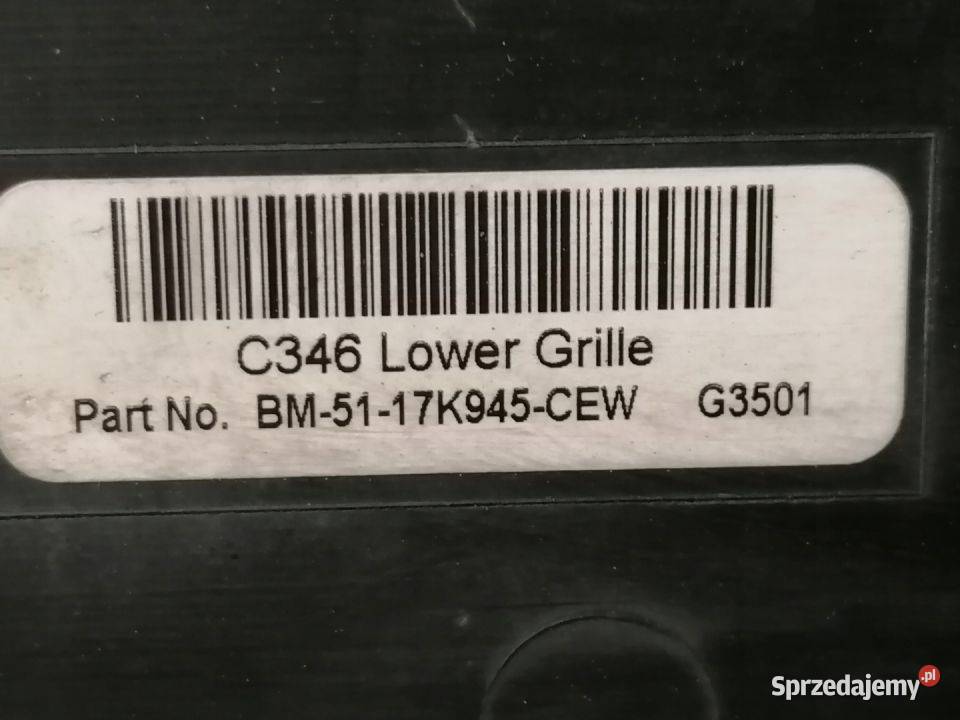 C346 Lower Grille
Part No. BM-51-17K945-CEW G3501
Sprzedajemy.pl